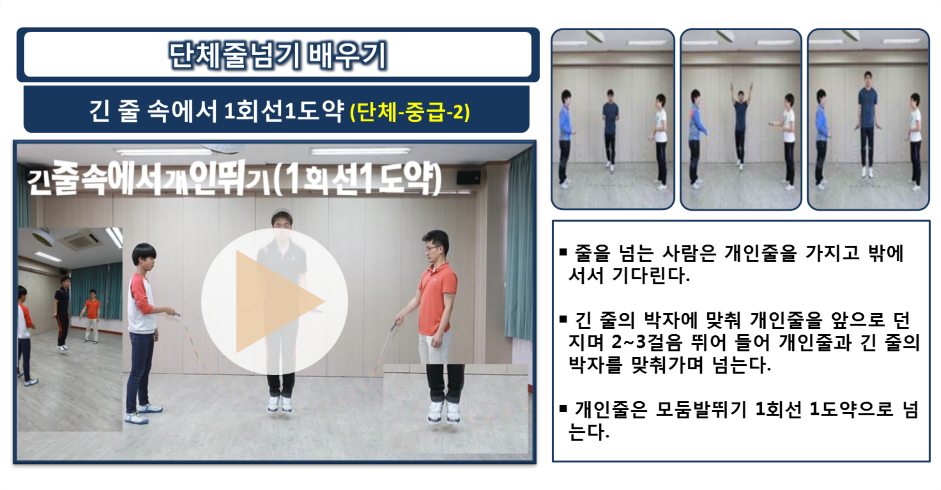 단체줄넘기 배우기
긴 줄 속에서 1회선1도약 (단체-중급-2)
긴줄속에서개인뛰기(1회선1도약)
▪ 줄을 넘는 사람은 개인줄을 가지고 밖에
서서 기다린다.
▪ 긴 줄의 박자에 맞춰 개인줄을 앞으로 던
지며 2~3걸음 뛰어 들어 개인줄과 긴 줄의
박자를 맞춰가며 넘는다.
▪ 개인줄은 모둠발뛰기 1회선 1도약으로 넘
는다.